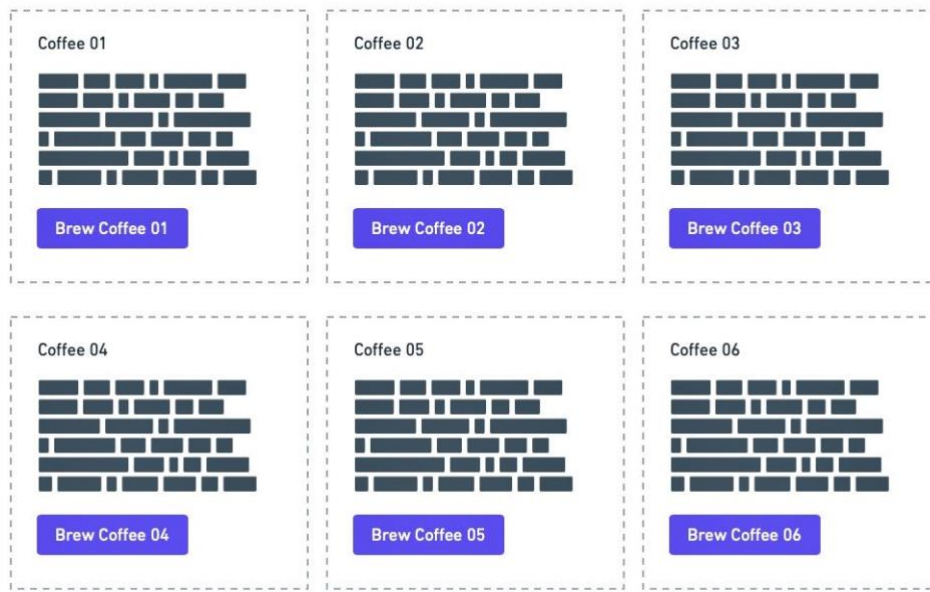 Coffee 01
Brew Coffee 01
Coffee 02
Brew Coffee 02
Coffee 03
Brew Coffee 03
Coffee 04
Brew Coffee 04
Coffee 05
Brew Coffee 05
Coffee 06
Brew Coffee 06